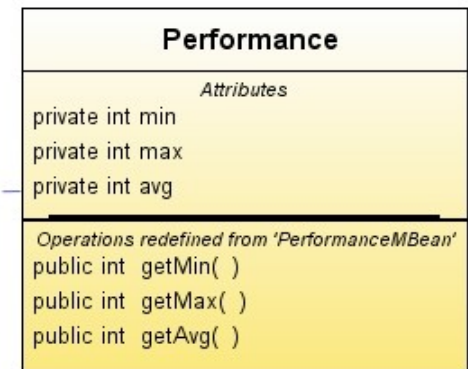 Performance
Attributes
private int min
private int max
private int avg
Operations redefined from 'PerformanceMBean'
public int getMin( )
public int getMax( )
public int getAvg( )